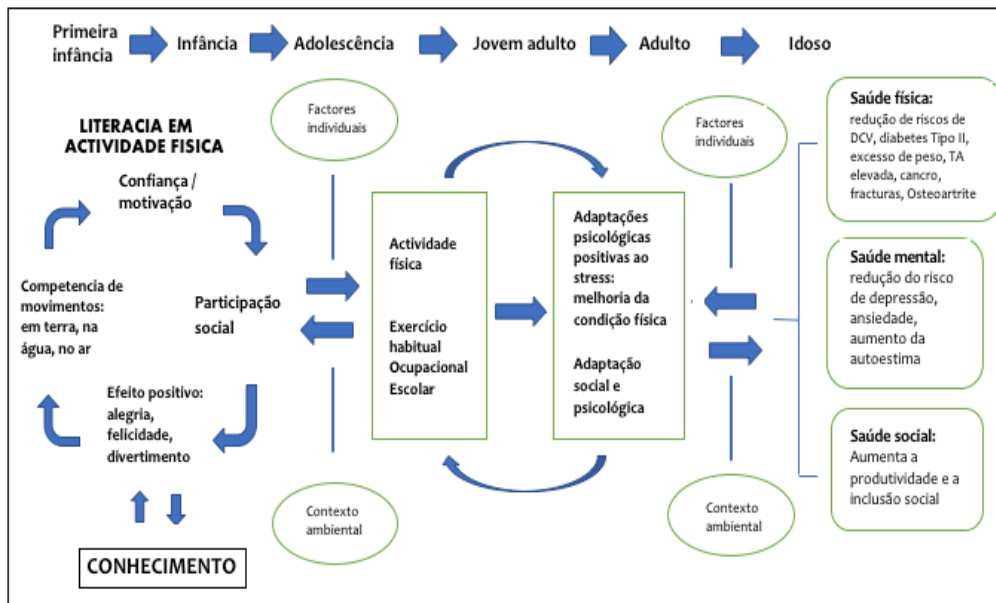 Primeira
infância
Infância
Adolescência
Jovem adulto
Adulto
Idoso
LITERACIA EM
ACTIVIDADE FISICA
Confiança /
motivação
Competencia de
movimentos:
em terra, na
água, no ar
Participação
social
Efeito positivo:
alegria,
felicidade,
divertimento
CONHECIMENTO
Factores
individuais
Actividade
física
Exercício
habitual
Ocupacional
Escolar
Contexto
ambiental
Adaptações
psicológicas
positivas ao
stress:
melhoria da
condição física
Adaptação
social e
psicológica
Factores
individuais
Contexto
ambiental
Saúde física:
redução de riscos de
DCV, diabetes Tipo II,
excesso de peso, TA
elevada, cancro,
fracturas, Osteoartrite
Saúde mental:
redução do risco
de depressão,
ansiedade,
aumento da
autoestima
Saúde social:
Aumenta a
produtividade e a
inclusão social